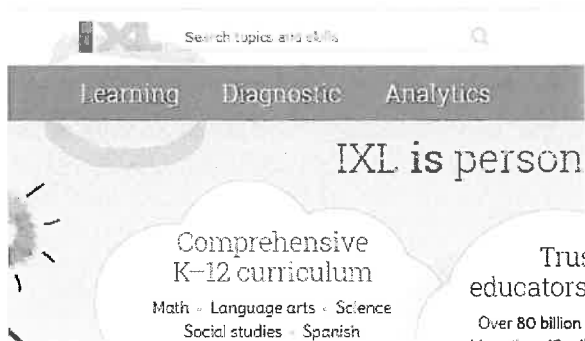 IXL
Search topics and skills
Learning Diagnostic Analytics
IXL is person
Comprehensive
K-12 curriculum
Math Language arts Science
Social studies Spanish
educators
Over 80 billion